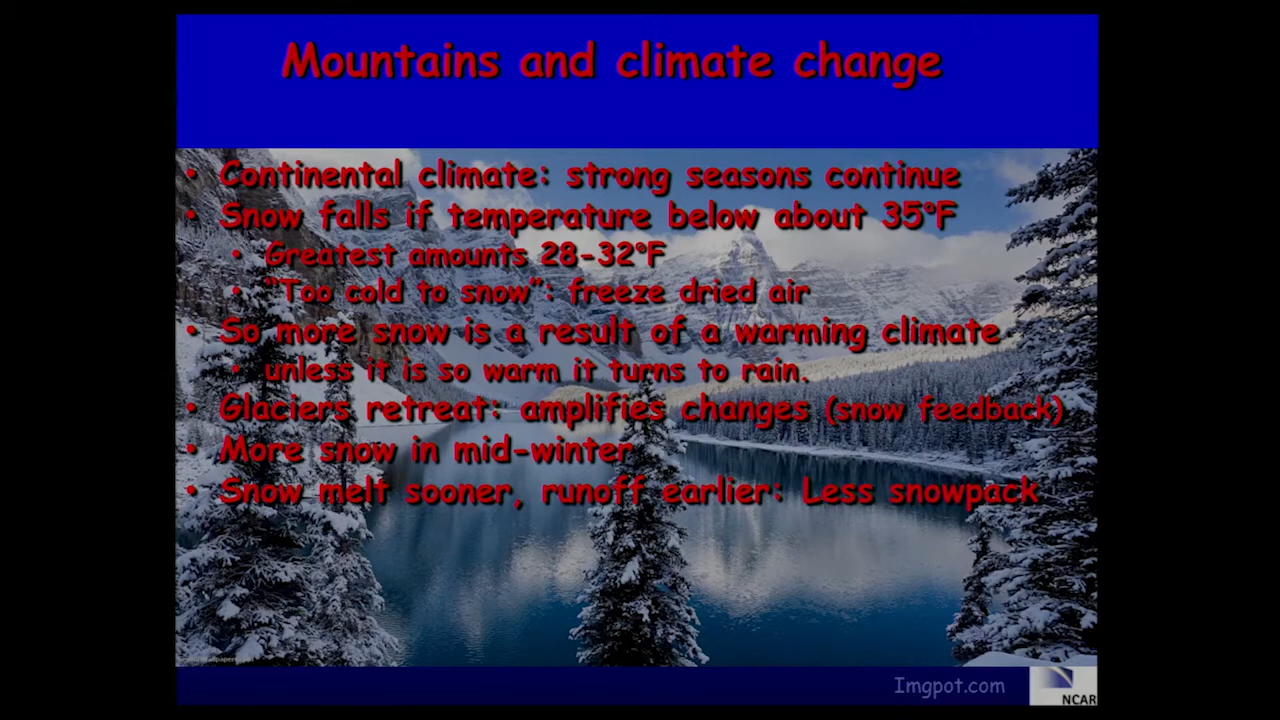 Mountains and climate change
• Continental climate: strong seasons continue
• Snow falls if temperature below about 35°F
• Greatest amounts 28-32°F
• "Too cold to snow": freeze dried air
• So more snow is a result of a warming climate
• unless it is so warm it turns to rain.
• Glaciers retreat: amplifies changes (snow feedback)
• More snow in mid-winter
• Snow melt sooner, runoff earlier: Less snowpack
Imgpot.com
NCAR